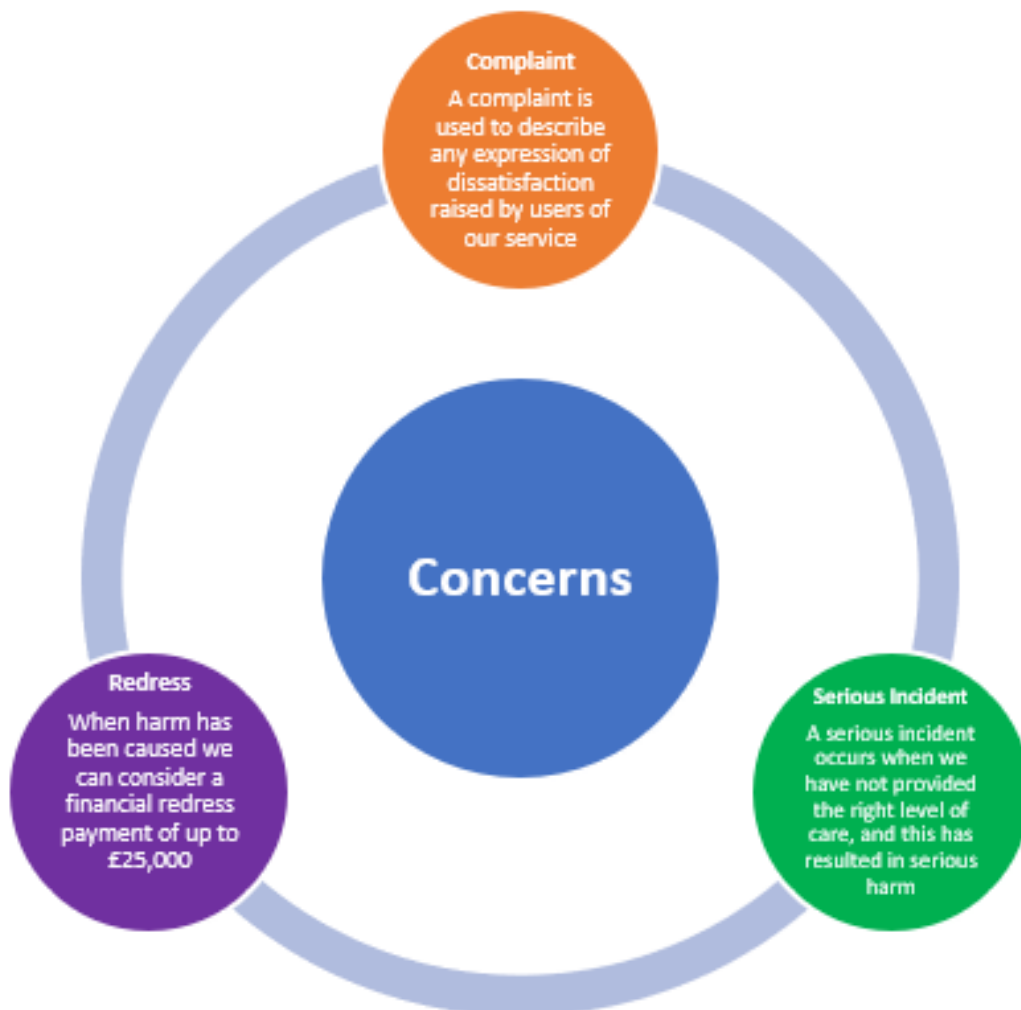 Complaint
A complaint is
used to describe
any expression of
dissatisfaction
raised by users of
our service
Concerns
Redress
When harm has
been caused we
can consider a
financial redress
payment of up to
£25,000
Serious Incident
A serious incident
occurs when we
have not provided
the right level of
care, and this has
resulted in serious
harm